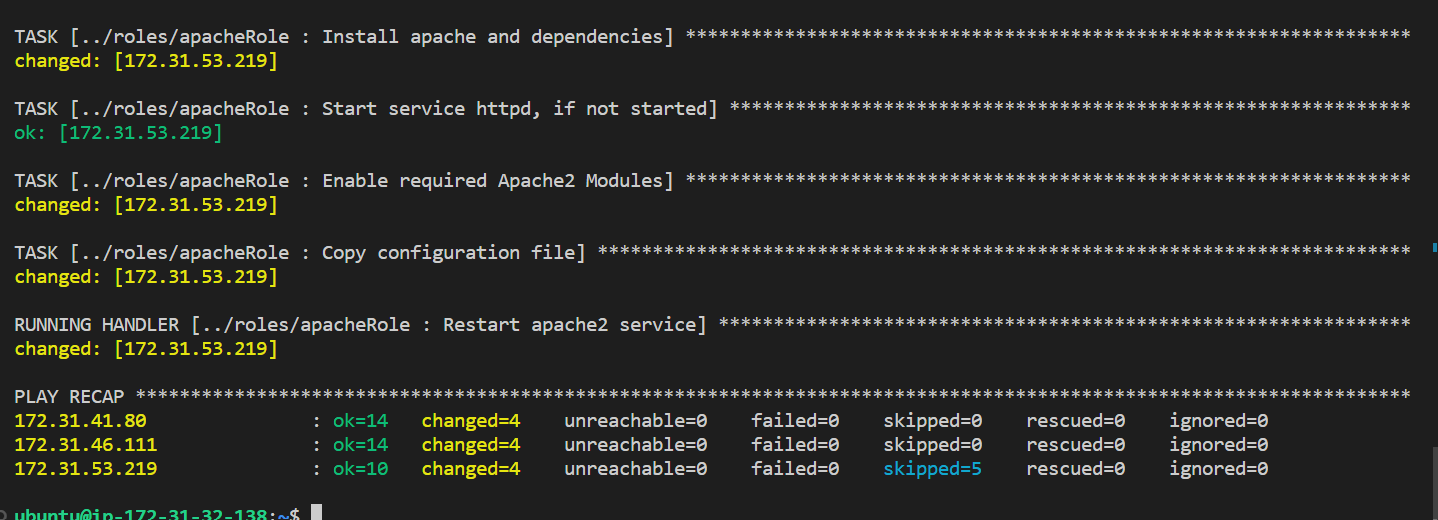 TASK [../roles/apacheRole : Install apache and dependencies] ******************************************************************
changed: [172.31.53.219]
TASK [../roles/apacheRole : Start service httpd, if not started] **************************************************************
ok: [172.31.53.219]
TASK [../roles/apacheRole : Enable required Apache2 Modules] ******************************************************************
changed: [172.31.53.219]
TASK [../roles/apacheRole : Copy configuration file] **************************************************************************
changed: [172.31.53.219]
RUNNING HANDLER [../roles/apacheRole : Restart apache2 service] ***************************************************************
changed: [172.31.53.219]
PLAY RECAP ********************************************************************************************************************
172.31.41.80 : ok=14 changed=4 unreachable=0 failed=0 skipped=0 rescued=0 ignored=0
172.31.46.111 : ok=14 changed=4 unreachable=0 failed=0 skipped=0 rescued=0 ignored=0
172.31.53.219 : ok=10 changed=4 unreachable=0 failed=0 skipped=5 rescued=0 ignored=0
ubuntu@ip-172-31-32-138:~$